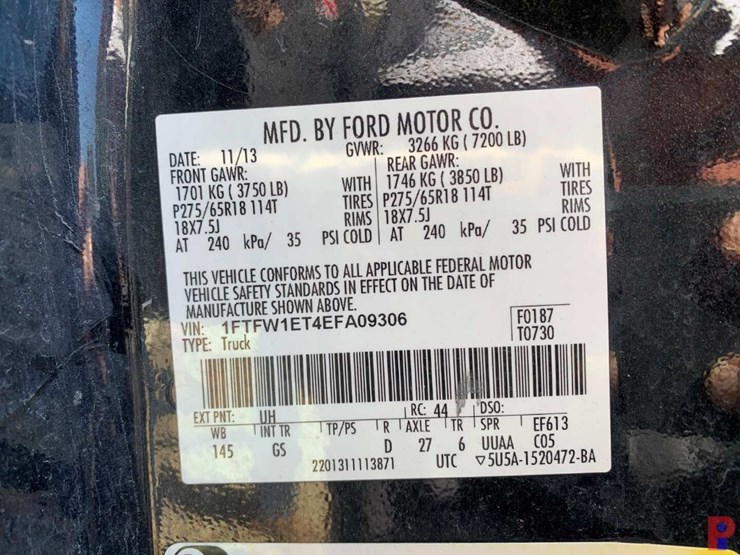 MFD. BY FORD MOTOR CO.
DATE: 11/13 GVWR: 3266 KG ( 7200 LB)
FRONT GAWR: REAR GAWR:
1701 KG ( 3750 LB) WITH 1746 KG ( 3850 LB) WITH
P275/65R18 114T TIRES P275/65R18 114T TIRES
18X7.5J RIMS 18X7.5J RIMS
AT 240 kPa/ 35 PSI COLD AT 240 kPa/ 35 PSI COLD
THIS VEHICLE CONFORMS TO ALL APPLICABLE FEDERAL MOTOR
VEHICLE SAFETY STANDARDS IN EFFECT ON THE DATE OF
MANUFACTURE SHOWN ABOVE.
VIN: 1FTFW1ET4EFA09306 F0187
TYPE: Truck T0730
EXT PNT: UH RC: 44 DSO:
WB INT TR TP/PS R AXLE TR SPR EF613
145 GS D 27 6 UUAA C05
2201311113871 UTC ▽5U5A-1520472-BA